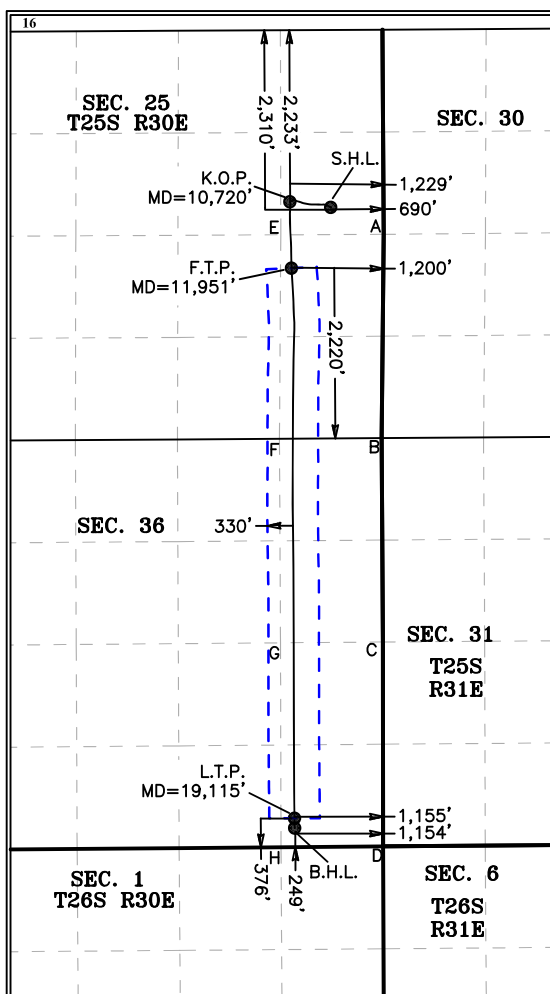 16
SEC. 25
T25S R30E
SEC. 30
2,310'
2,233'
S.H.L.
K.O.P.
MD=10,720'
1,229'
690'
E
A
F.T.P.
MD=11,951'
1,200'
2,220'
F
B
SEC. 36
330'
SEC. 31
T25S
R31E
G
C
L.T.P.
MD=19,115'
1,155'
1,154'
H
D
B.H.L.
376'
249'
SEC. 1
T26S R30E
SEC. 6
T26S
R31E